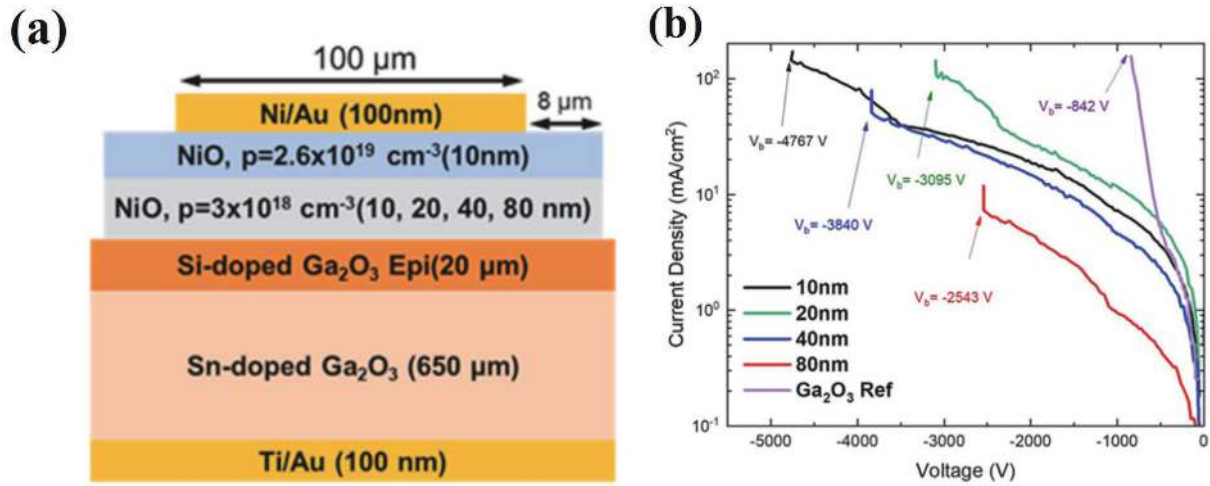 (a)
100 µm
8 µm
Ni/Au (100nm)
NiO, p=2.6x10¹⁹ cm⁻³(10nm)
NiO, p=3x10¹⁸ cm⁻³(10, 20, 40, 80 nm)
Si-doped Ga₂O₃ Epi(20 µm)
Sn-doped Ga₂O₃ (650 µm)
Ti/Au (100 nm)
(b)
Current Density (mA/cm²)
10²
10¹
10⁰
10⁻¹
V_b= -4767 V
V_b= -3840 V
V_b= -3095 V
V_b= -2543 V
V_b= -842 V
10nm
20nm
40nm
80nm
Ga₂O₃ Ref
-5000 -4000 -3000 -2000 -1000 0
Voltage (V)